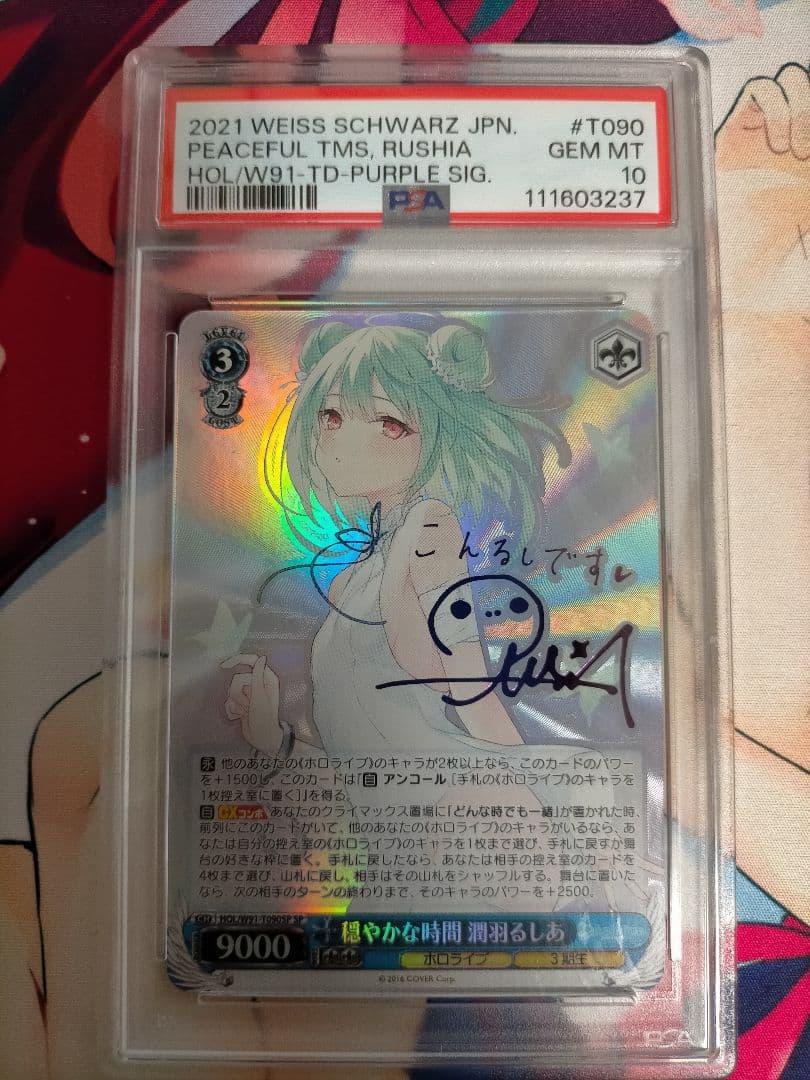 2021 WEISS SCHWARZ JPN. #T090
PEACEFUL TMS, RUSHIA GEM MT
HOL/W91-TD-PURPLE SIG. 10
PSA 111603237
LEVEL
3
2
COST
こんるしです
Rushia
永 他のあなたの《ホロライブ》のキャラが2枚以上なら、このカードのパワー
を+1500し、このカードは「自 アンコール [手札の《ホロライブ》のキャラを
1枚控え室に置く]」を得る。
自 CXコンボ あなたのクライマックス置場に「どんな時でも一緒」が置かれた時、
前列にこのカードがいて、他のあなたの《ホロライブ》のキャラがいるなら、あ
なたは自分の控え室の《ホロライブ》のキャラを1枚まで選び、手札に戻すか舞
台の好きな枠に置く。手札に戻したなら、あなたは相手の控え室のカードを
4枚まで選び、山札に戻し、相手はその山札をシャッフルする。舞台に置いた
なら、次の相手のターンの終わりまで、そのキャラのパワーを+2500。
CH HOL/W91-T090SP SP
9000 穏やかな時間 潤羽るしあ
ホロライブ 3期生
© 2016 COVER Corp.
PSA